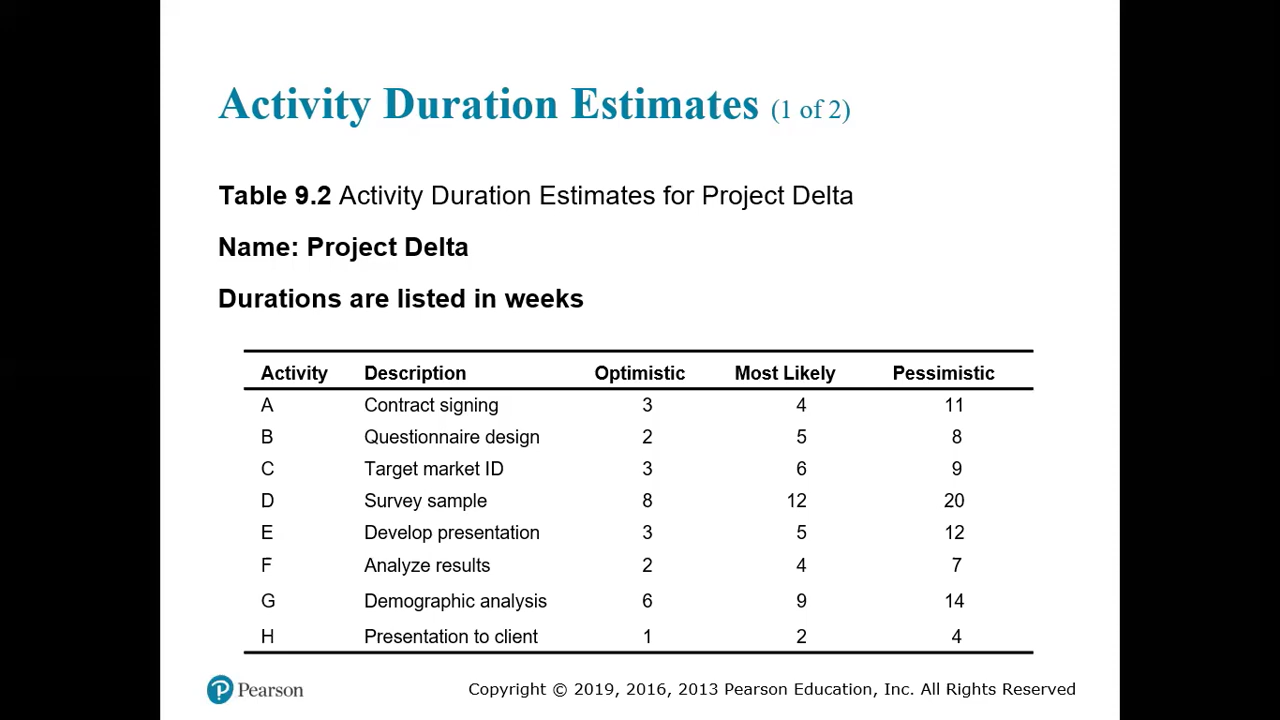 Activity Duration Estimates (1 of 2)
Table 9.2 Activity Duration Estimates for Project Delta
Name: Project Delta
Durations are listed in weeks
Activity Description Optimistic Most Likely Pessimistic
A Contract signing 3 4 11
B Questionnaire design 2 5 8
C Target market ID 3 6 9
D Survey sample 8 12 20
E Develop presentation 3 5 12
F Analyze results 2 4 7
G Demographic analysis 6 9 14
H Presentation to client 1 2 4
P Pearson Copyright © 2019, 2016, 2013 Pearson Education, Inc. All Rights Reserved